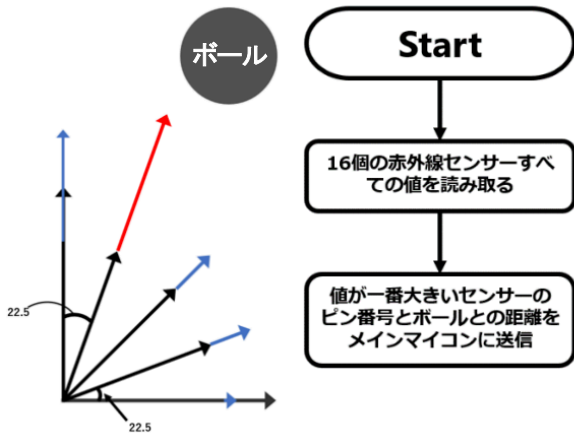 ボール
22.5
22.5
Start
16個の赤外線センサーすべ
ての値を読み取る
値が一番大きいセンサーの
ピン番号とボールとの距離を
メインマイコンに送信